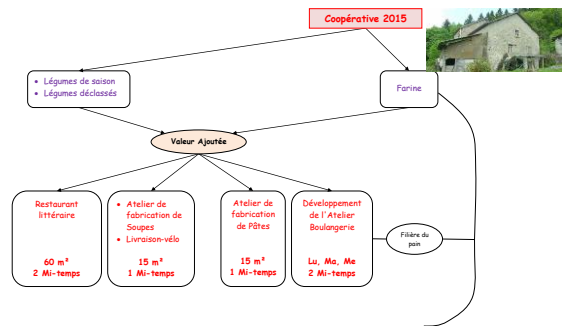 Coopérative 2015
• Légumes de saison
• Légumes déclassés
Farine
Valeur Ajoutée
Restaurant
littéraire
60 m²
2 Mi-temps
• Atelier de
fabrication de
Soupes
• Livraison-vélo
15 m²
1 Mi-temps
Atelier de
fabrication
de Pâtes
15 m²
1 Mi-temps
Développement
de l'Atelier
Boulangerie
Lu, Ma, Me
2 Mi-temps
Filière du
pain